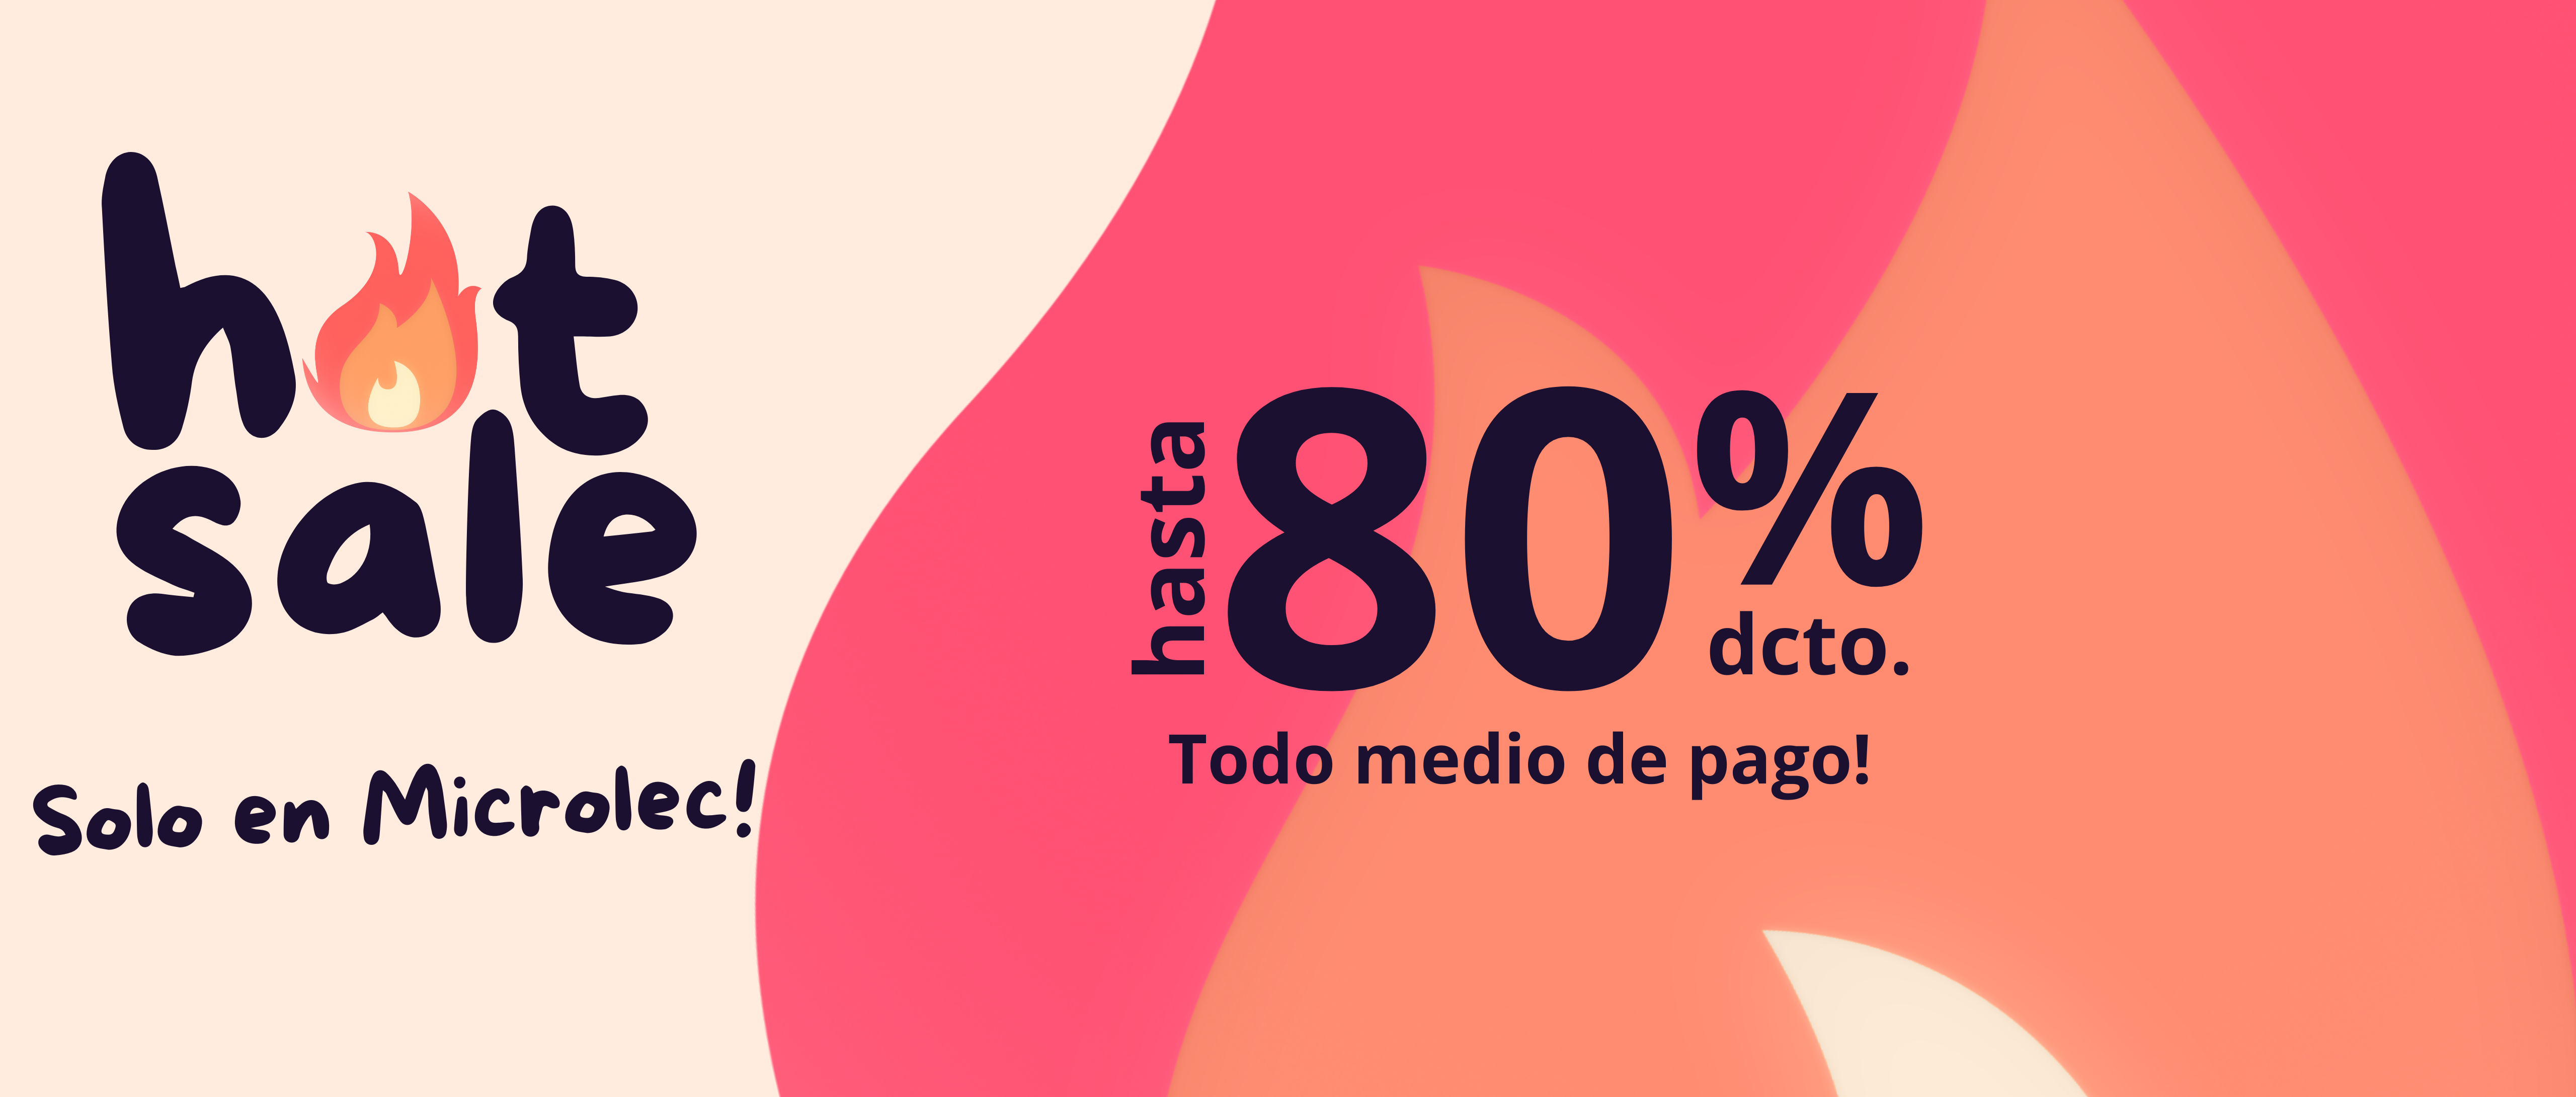 hot
sale
Solo en Microlec!
hasta
80%
dcto.
Todo medio de pago!